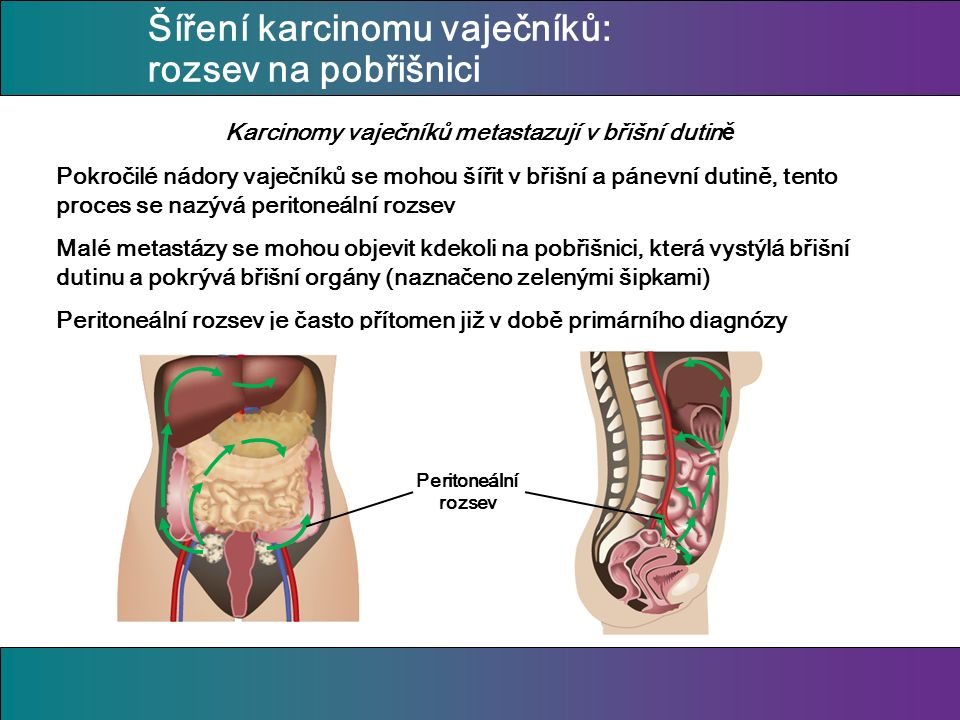 Šíření karcinomu vaječníků:
rozsev na pobřišnici
Karcinomy vaječníků metastazují v břišní dutině
Pokročilé nádory vaječníků se mohou šířit v břišní a pánevní dutině, tento
proces se nazývá peritoneální rozsev
Malé metastázy se mohou objevit kdekoli na pobřišnici, která vystýlá břišní
dutinu a pokrývá břišní orgány (naznačeno zelenými šipkami)
Peritoneální rozsev je často přítomen již v době primárního diagnózy
Peritoneální
rozsev